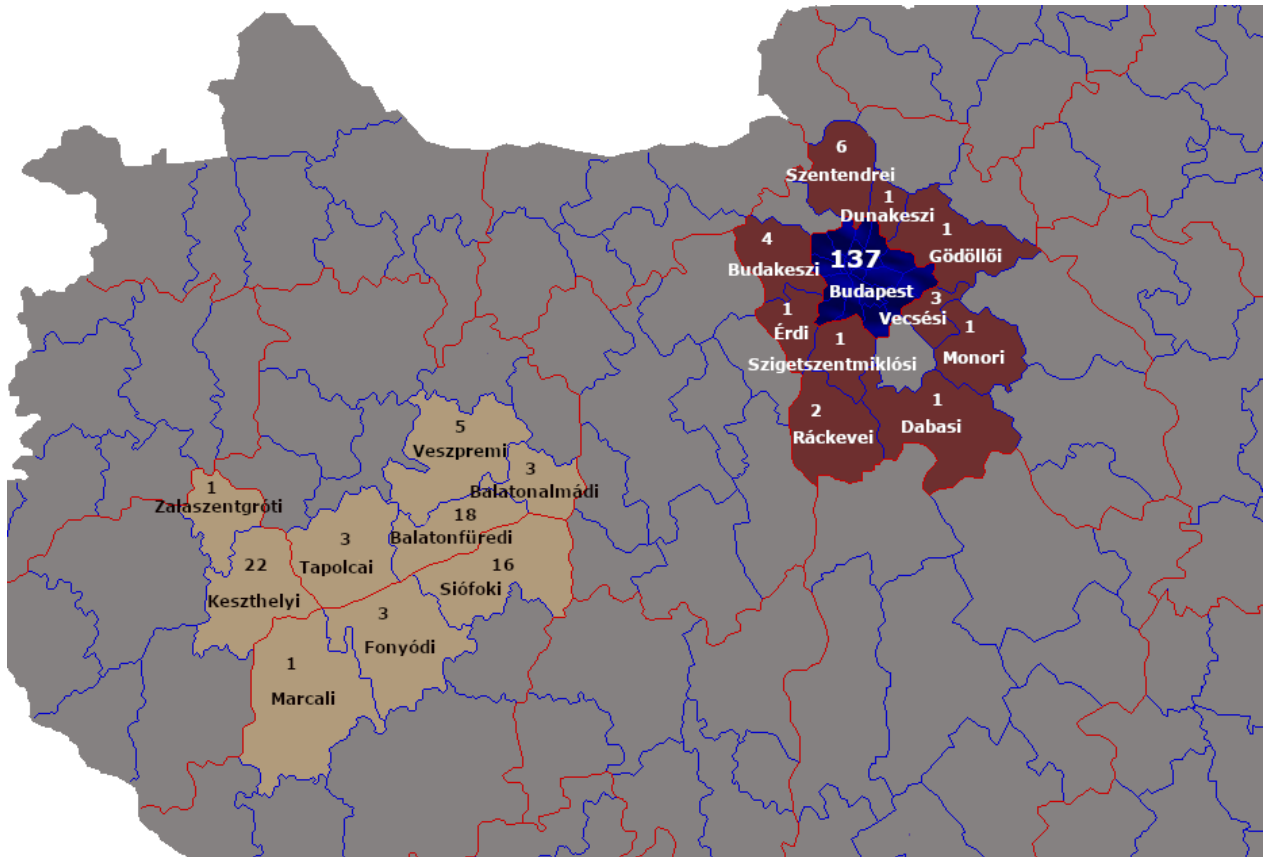 6
Szentendrei
1
Dunakeszi
1
Gödöllői
4
Budakeszi
137
Budapest
3
Vecsési
1
Érdi
1
Szigetszentmiklósi
1
Monori
2
Ráckevei
1
Dabasi
5
Veszpremi
3
Balatonalmádi
1
Zalaszentgróti
18
Balatonfüredi
3
Tapolcai
16
Siófoki
22
Keszthelyi
3
Fonyódi
1
Marcali